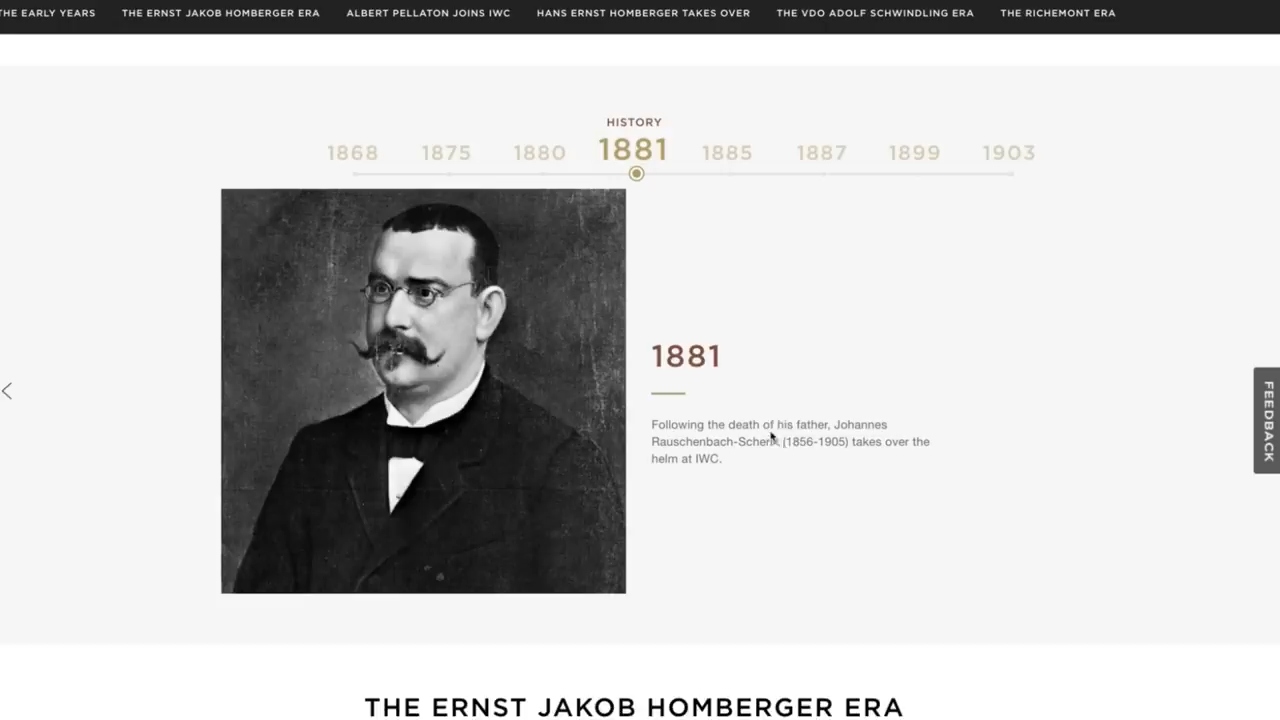 THE EARLY YEARS THE ERNST JAKOB HOMBERGER ERA ALBERT PELLATON JOINS IWC HANS ERNST HOMBERGER TAKES OVER THE VDO ADOLF SCHWINDLING ERA THE RICHEMONT ERA
HISTORY
1868 1875 1880 1881 1885 1887 1899 1903
1881
Following the death of his father, Johannes
Rauschenbach-Schenk (1856-1905) takes over the
helm at IWC.
FEEDBACK
THE ERNST JAKOB HOMBERGER ERA